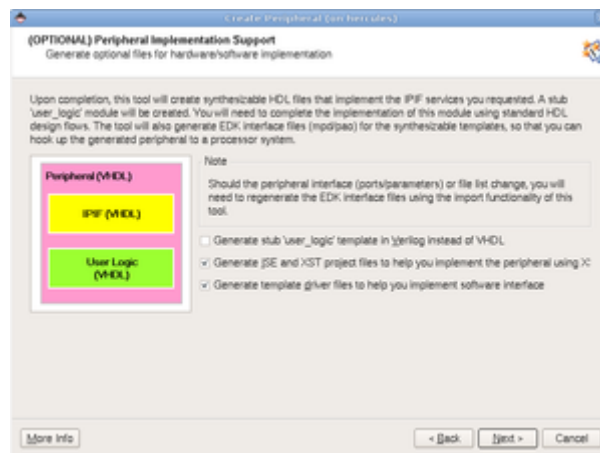 Create Peripheral (on hercules)
(OPTIONAL) Peripheral Implementation Support
Generate optional files for hardware/software implementation
Upon completion, this tool will create synthesizable HDL files that implement the IPIF services you requested. A stub
'user_logic' module will be created. You will need to complete the implementation of this module using standard HDL
design flows. The tool will also generate EDK interface files (mpd/pao) for the synthesizable templates, so that you can
hook up the generated peripheral to a processor system.
Peripheral (VHDL)
IPIF (VHDL)
User Logic
(VHDL)
Note
Should the peripheral interface (ports/parameters) or file list change, you will
need to regenerate the EDK interface files using the import functionality of this
tool.
Generate stub 'user_logic' template in Verilog instead of VHDL
Generate ISE and XST project files to help you implement the peripheral using X
Generate template driver files to help you implement software interface
More Info
< Back
Next >
Cancel